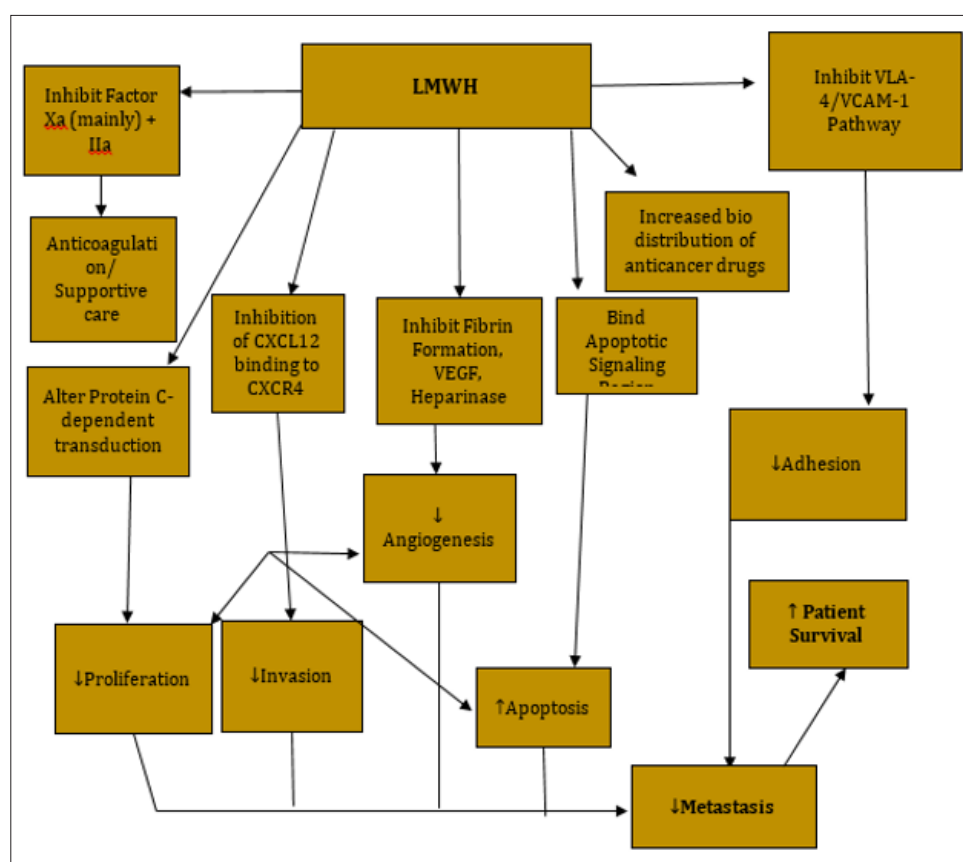 LMWH
Inhibit VLA-
4/VCAM-1
Pathway
Inhibit Factor
Xa (mainly) +
IIa
Increased bio
distribution of
anticancer drugs
Anticoagulati
on/
Supportive
care
Inhibition
of CXCL12
binding to
CXCR4
Inhibit Fibrin
Formation,
VEGF,
Heparinase
Bind
Apoptotic
Signaling
Region
Alter Protein C-
dependent
transduction
↓Adhesion
↓
Angiogenesis
↑ Patient
Survival
↓Proliferation
↓Invasion
↑Apoptosis
↓Metastasis